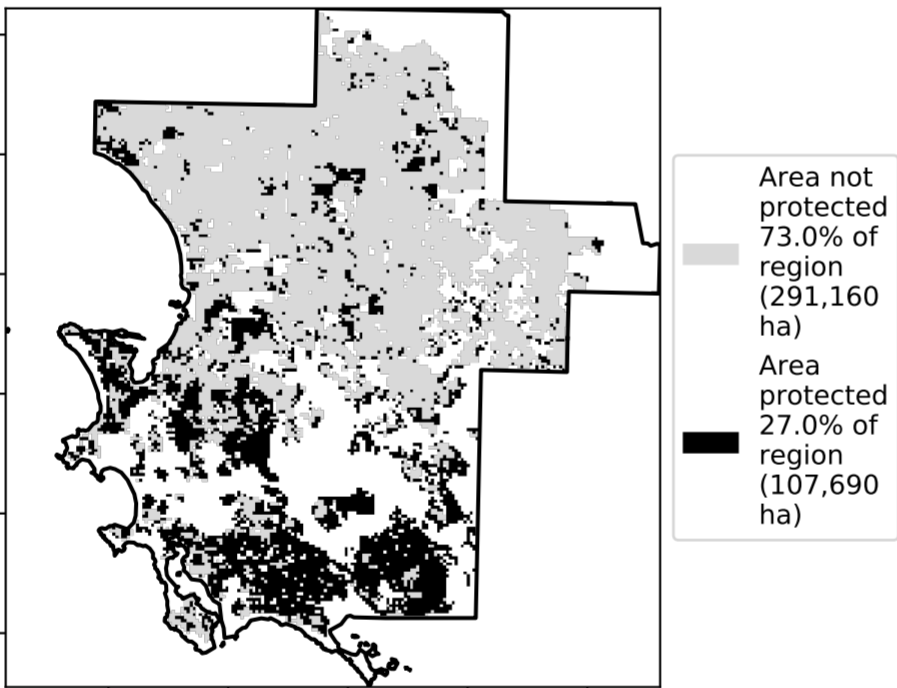 Area not
protected
73.0% of
region
(291,160
ha)
Area
protected
27.0% of
region
(107,690
ha)